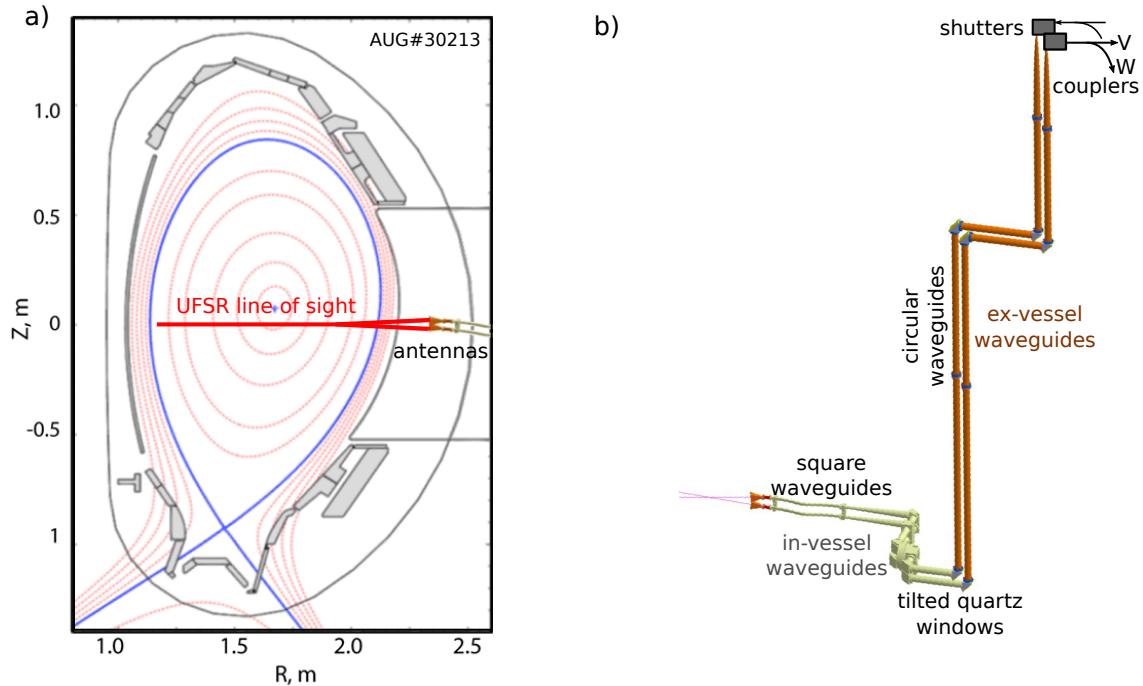 a)
AUG#30213
1.0
0.5
0
-0.5
1
Z, m
UFSR line of sight
antennas
1.0
1.5
2.0
2.5
R, m
b)
shutters
V
W
couplers
circular
waveguides
ex-vessel
waveguides
square
waveguides
in-vessel
waveguides
tilted quartz
windows